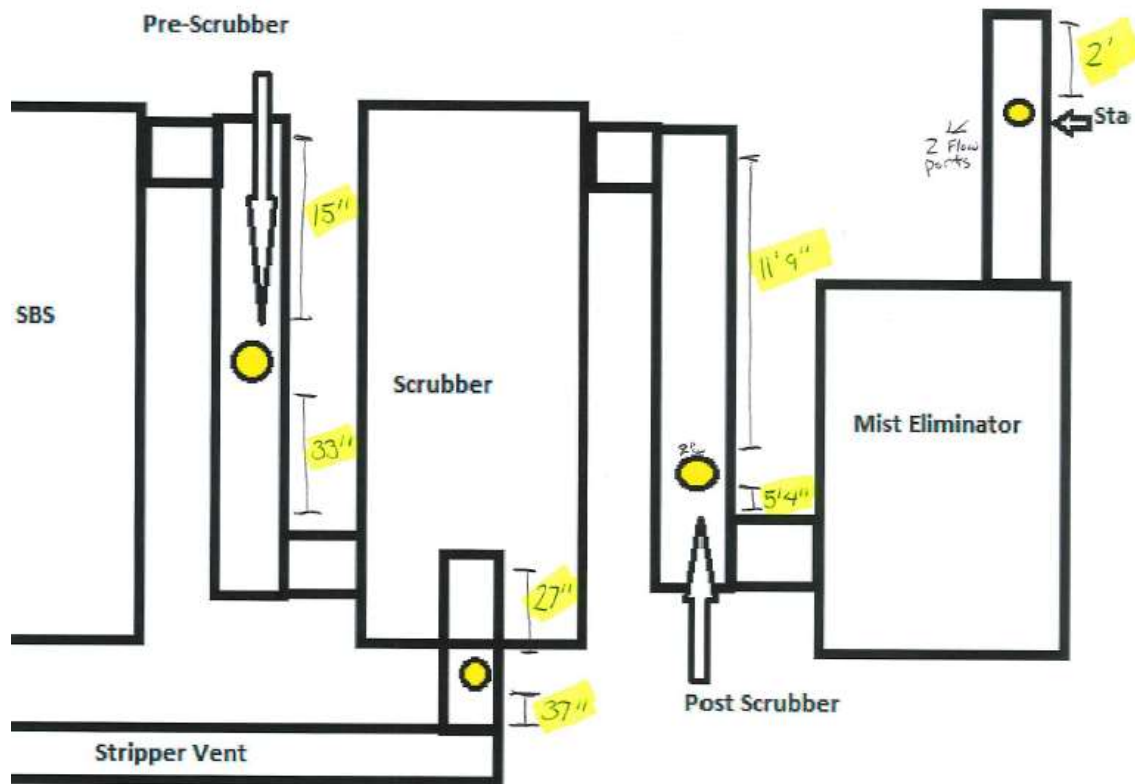 Pre-Scrubber
2'
Sta
2 Flow
ports
15"
11'9"
SBS
Scrubber
33"
Mist Eliminator
5'4"
27"
37"
Post Scrubber
Stripper Vent